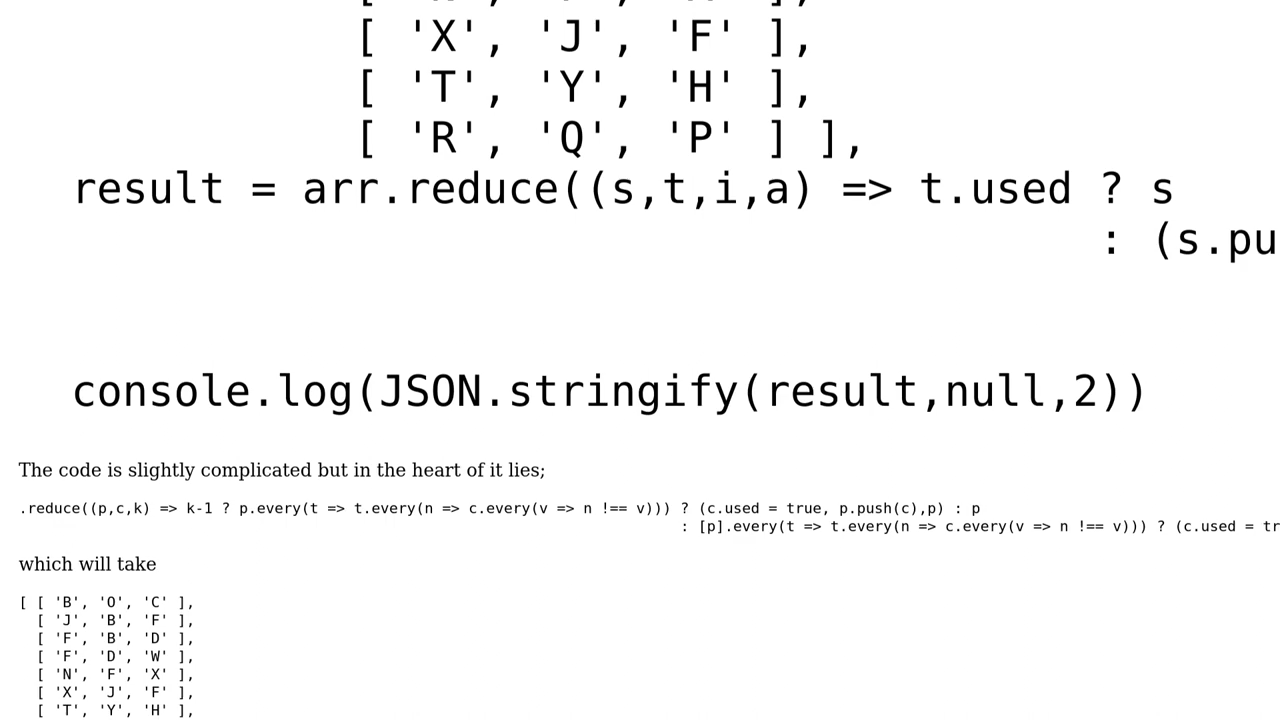 [ 'X', 'J', 'F' ],
[ 'T', 'Y', 'H' ],
[ 'R', 'Q', 'P' ] ],
result = arr.reduce((s,t,i,a) => t.used ? s
: (s.pu
console.log(JSON.stringify(result,null,2))
The code is slightly complicated but in the heart of it lies;
.reduce((p,c,k) => k-1 ? p.every(t => t.every(n => c.every(v => n !== v))) ? (c.used = true, p.push(c),p) : p
: [p].every(t => t.every(n => c.every(v => n !== v))) ? (c.used = tr
which will take
[ [ 'B', 'O', 'C' ],
[ 'J', 'B', 'F' ],
[ 'F', 'B', 'D' ],
[ 'F', 'D', 'W' ],
[ 'N', 'F', 'X' ],
[ 'X', 'J', 'F' ],
[ 'T', 'Y', 'H' ],